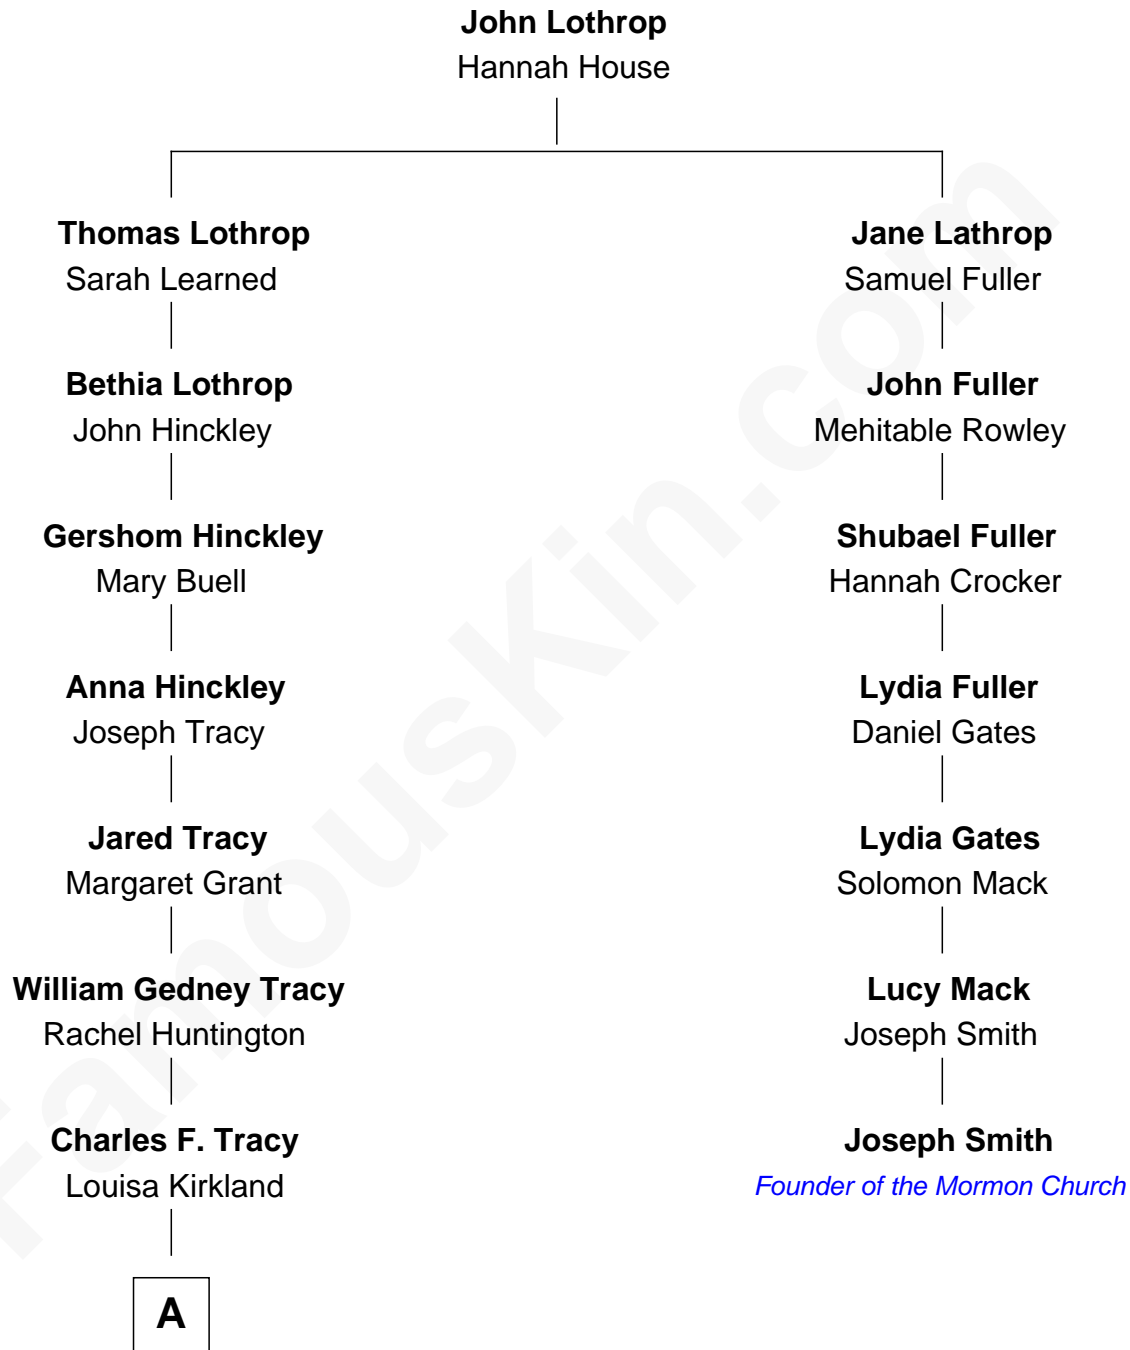 John Lothrop
Hannah House
Thomas Lothrop
Sarah Learned
Jane Lathrop
Samuel Fuller
Bethia Lothrop
John Hinckley
John Fuller
Mehitable Rowley
Gershom Hinckley
Mary Buell
Shubael Fuller
Hannah Crocker
Anna Hinckley
Joseph Tracy
Lydia Fuller
Daniel Gates
Jared Tracy
Margaret Grant
Lydia Gates
Solomon Mack
William Gedney Tracy
Rachel Huntington
Lucy Mack
Joseph Smith
Charles F. Tracy
Louisa Kirkland
Joseph Smith
Founder of the Mormon Church
A
FamousKin.com